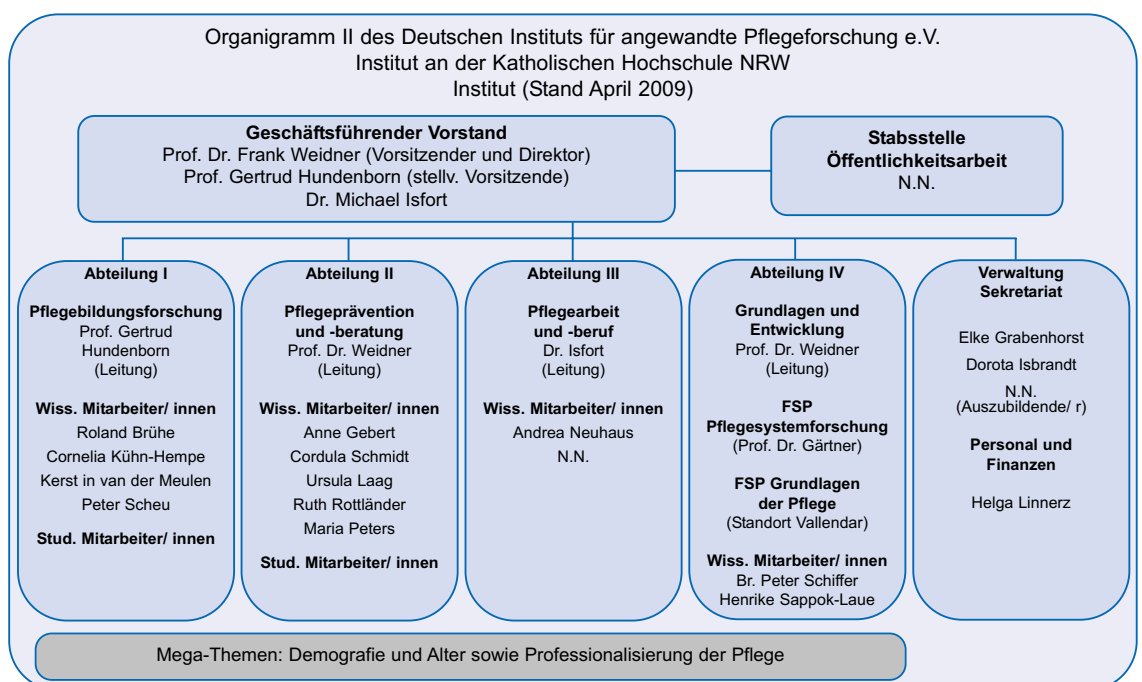 Organigramm II des Deutschen Instituts für angewandte Pflegeforschung e.V.
Institut an der Katholischen Hochschule NRW
Institut (Stand April 2009)
Geschäftsführender Vorstand
Prof. Dr. Frank Weidner (Vorsitzender und Direktor)
Prof. Gertrud Hundenborn (stellv. Vorsitzende)
Dr. Michael Isfort
Stabsstelle
Öffentlichkeitsarbeit
N.N.
Abteilung I
Pflegebildungsforschung
Prof. Gertrud
Hundenborn
(Leitung)
Wiss. Mitarbeiter/ innen
Roland Brühe
Cornelia Kühn-Hempe
Kerst in van der Meulen
Peter Scheu
Stud. Mitarbeiter/ innen
Abteilung II
Pflegeprävention
und -beratung
Prof. Dr. Weidner
(Leitung)
Wiss. Mitarbeiter/ innen
Anne Gebert
Cordula Schmidt
Ursula Laag
Ruth Rottländer
Maria Peters
Stud. Mitarbeiter/ innen
Abteilung III
Pflegearbeit
und -beruf
Dr. Isfort
(Leitung)
Wiss. Mitarbeiter/ innen
Andrea Neuhaus
N.N.
Abteilung IV
Grundlagen und
Entwicklung
Prof. Dr. Weidner
(Leitung)
FSP
Pflegesystemforschung
(Prof. Dr. Gärtner)
FSP Grundlagen
der Pflege
(Standort Vallendar)
Wiss. Mitarbeiter/ innen
Br. Peter Schiffer
Henrike Sappok-Laue
Verwaltung
Sekretariat
Elke Grabenhorst
Dorota Isbrandt
N.N.
(Auszubildende/ r)
Personal und
Finanzen
Helga Linnerz
Mega-Themen: Demografie und Alter sowie Professionalisierung der Pflege